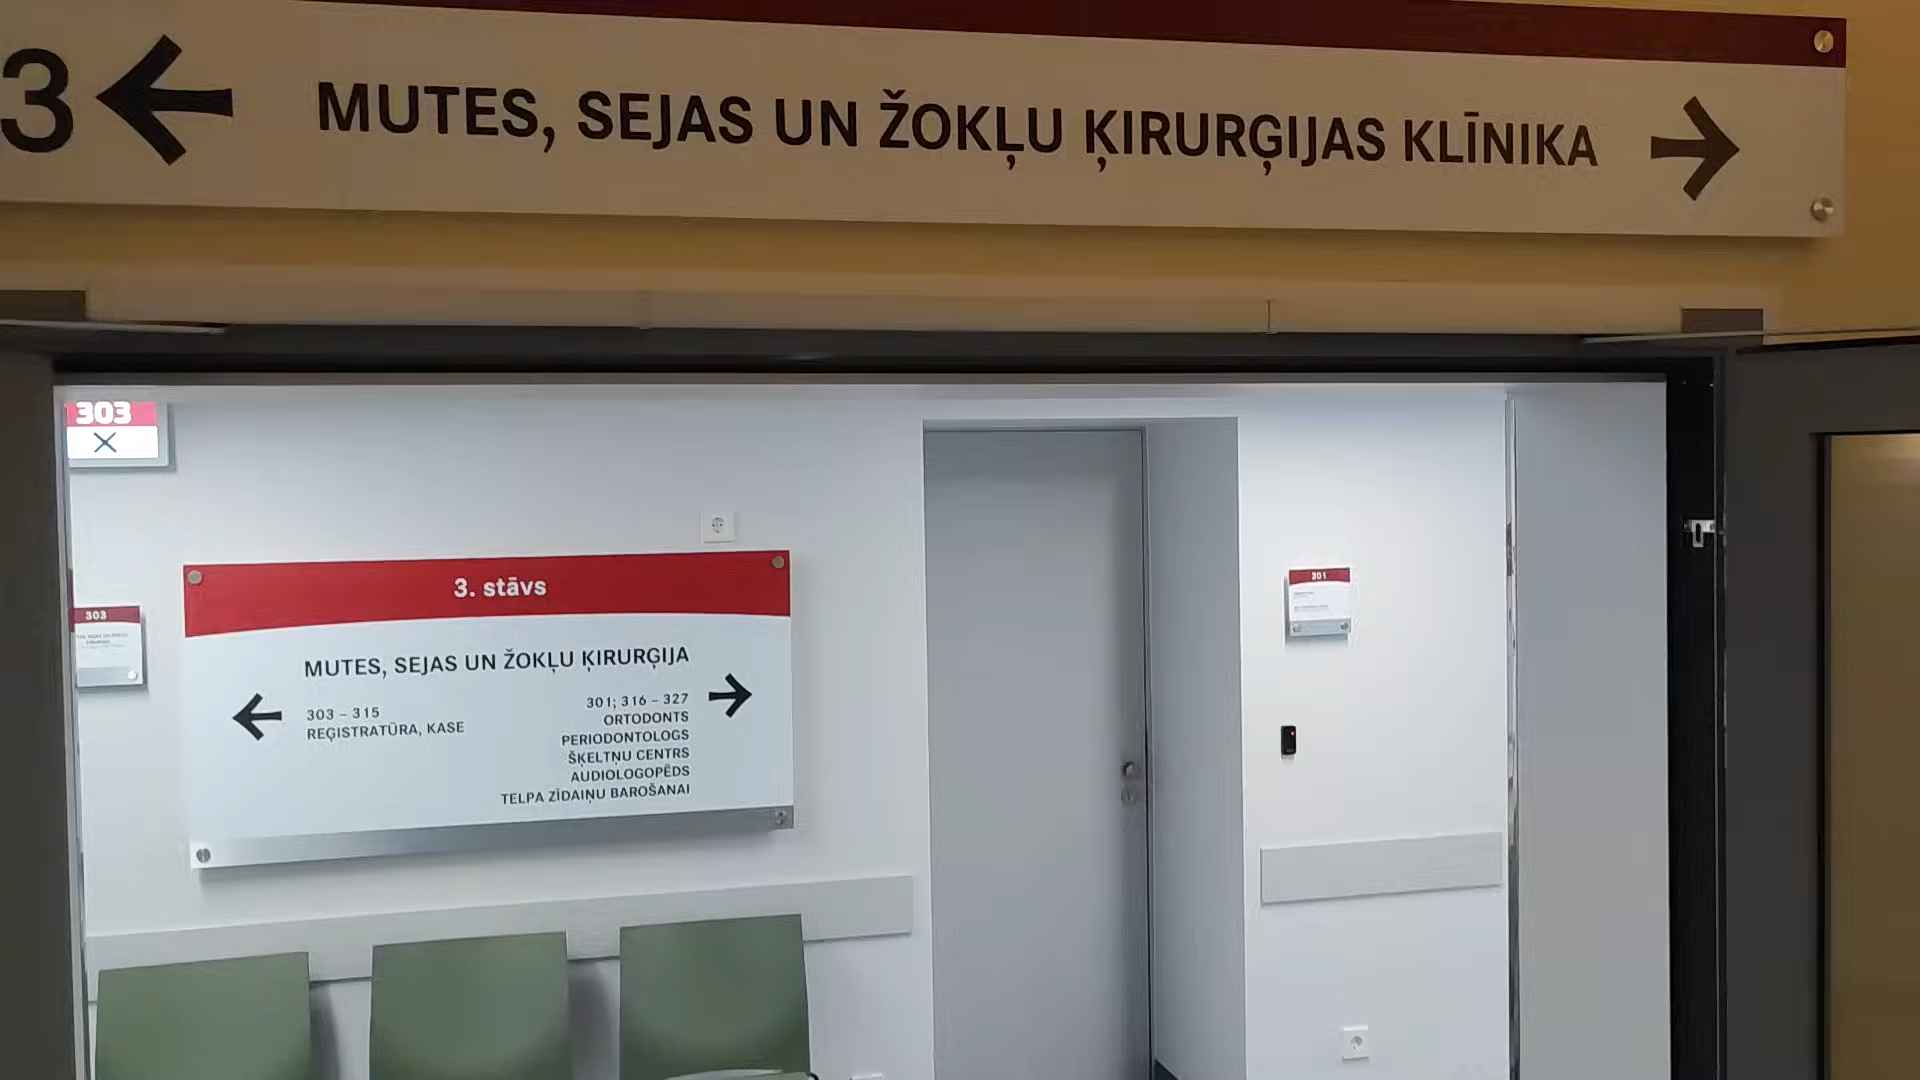 3 ← MUTES, SEJAS UN ŽOKĻU ĶIRURĢIJAS KLĪNIKA →
303
303
3. stāvs
MUTES, SEJAS UN ŽOKĻU ĶIRURĢIJA
← 303 – 315
REĢISTRATŪRA, KASE
301; 316 – 327 →
ORTODONTS
PERIODONTOLOGS
ŠĶELTŅU CENTRS
AUDIOLOGOPĒDS
TELPA ZĪDAIŅU BAROŠANAI
301